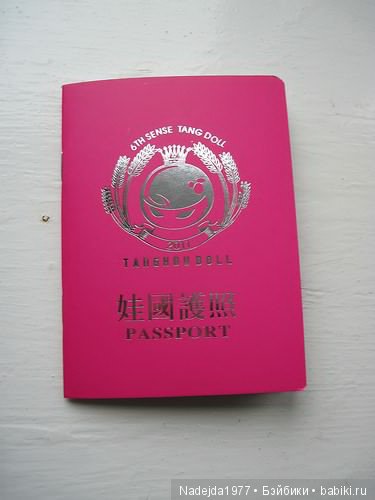 6TH SENSE TANG DOLL
2011
TANGHOU DOLL
娃國護照
PASSPORT
Nadejda1977 • Бэйбики • babiki.ru